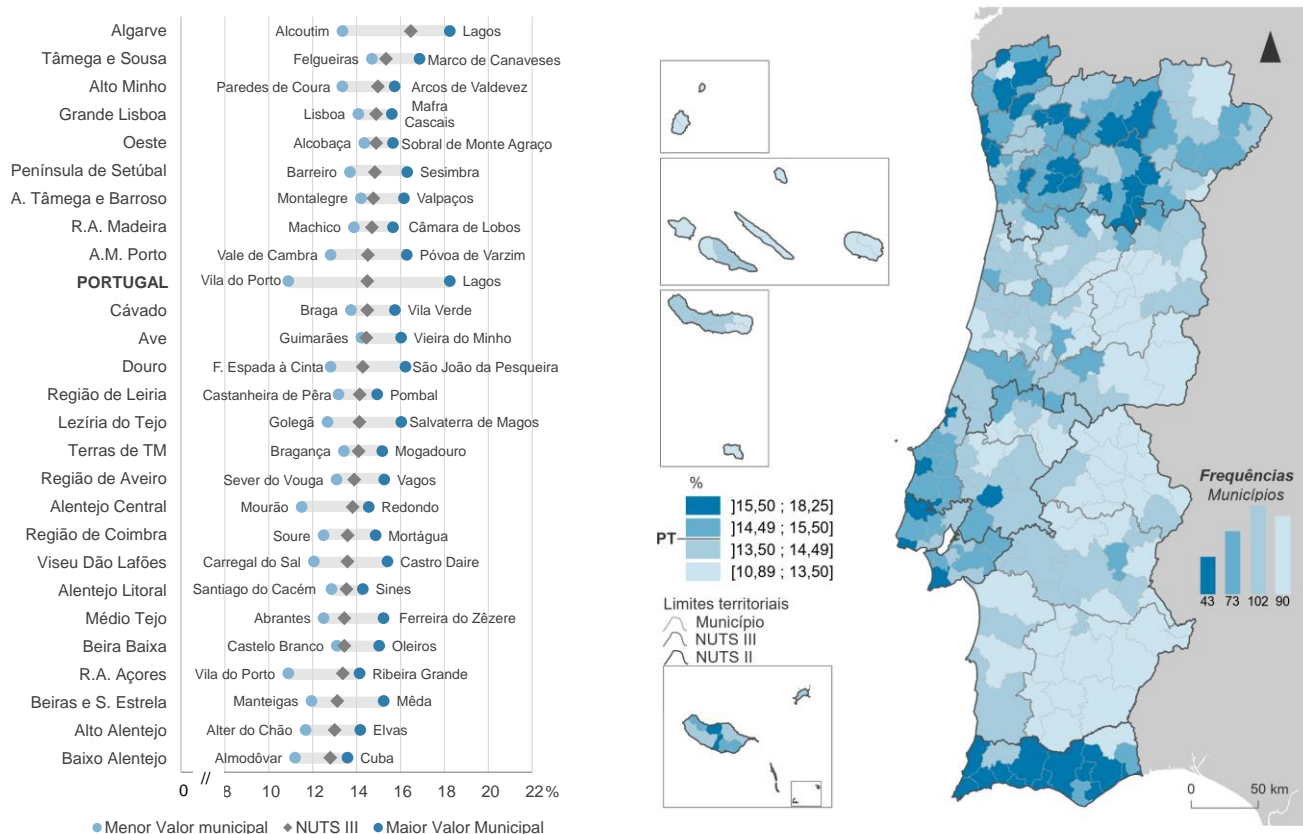 Algarve Alcoutim Lagos
Tâmega e Sousa Felgueiras Marco de Canaveses
Alto Minho Paredes de Coura Arcos de Valdevez
Grande Lisboa Lisboa Mafra
Cascais
Oeste Alcobaça Sobral de Monte Agraço
Península de Setúbal Barreiro Sesimbra
A. Tâmega e Barroso Montalegre Valpaços
R.A. Madeira Machico Câmara de Lobos
A.M. Porto Vale de Cambra Póvoa de Varzim
PORTUGAL Vila do Porto Lagos
Cávado Braga Vila Verde
Ave Guimarães Vieira do Minho
Douro F. Espada à Cinta São João da Pesqueira
Região de Leiria Castanheira de Pêra Pombal
Lezíria do Tejo Golegã Salvaterra de Magos
Terras de TM Bragança Mogadouro
Região de Aveiro Sever do Vouga Vagos
Alentejo Central Mourão Redondo
Região de Coimbra Soure Mortágua
Viseu Dão Lafões Carregal do Sal Castro Daire
Alentejo Litoral Santiago do Cacém Sines
Médio Tejo Abrantes Ferreira do Zêzere
Beira Baixa Castelo Branco Oleiros
R.A. Açores Vila do Porto Ribeira Grande
Beiras e S. Estrela Manteigas Mêda
Alto Alentejo Alter do Chão Elvas
Baixo Alentejo Almodôvar Cuba
0 // 8 10 12 14 16 18 20 22 %
Menor Valor municipal NUTS III Maior Valor Municipal
%
]15,50 ; 18,25]
]14,49 ; 15,50]
PT
]13,50 ; 14,49]
[10,89 ; 13,50]
Limites territoriais
Município
NUTS III
NUTS II
Frequências
Municípios
43 73 102 90
0 50 km